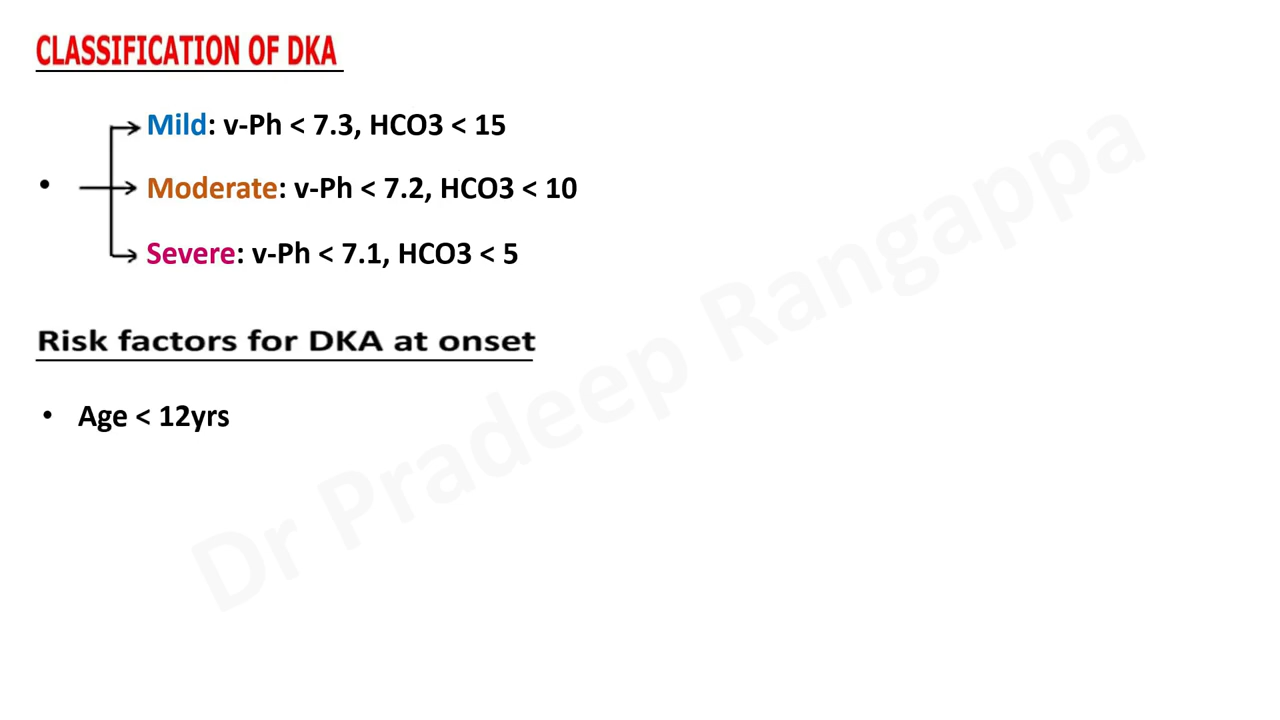 CLASSIFICATION OF DKA
• Mild: v-Ph < 7.3, HCO3 < 15
Moderate: v-Ph < 7.2, HCO3 < 10
Severe: v-Ph < 7.1, HCO3 < 5
Risk factors for DKA at onset
• Age < 12yrs
Dr Pradeep Rangappa